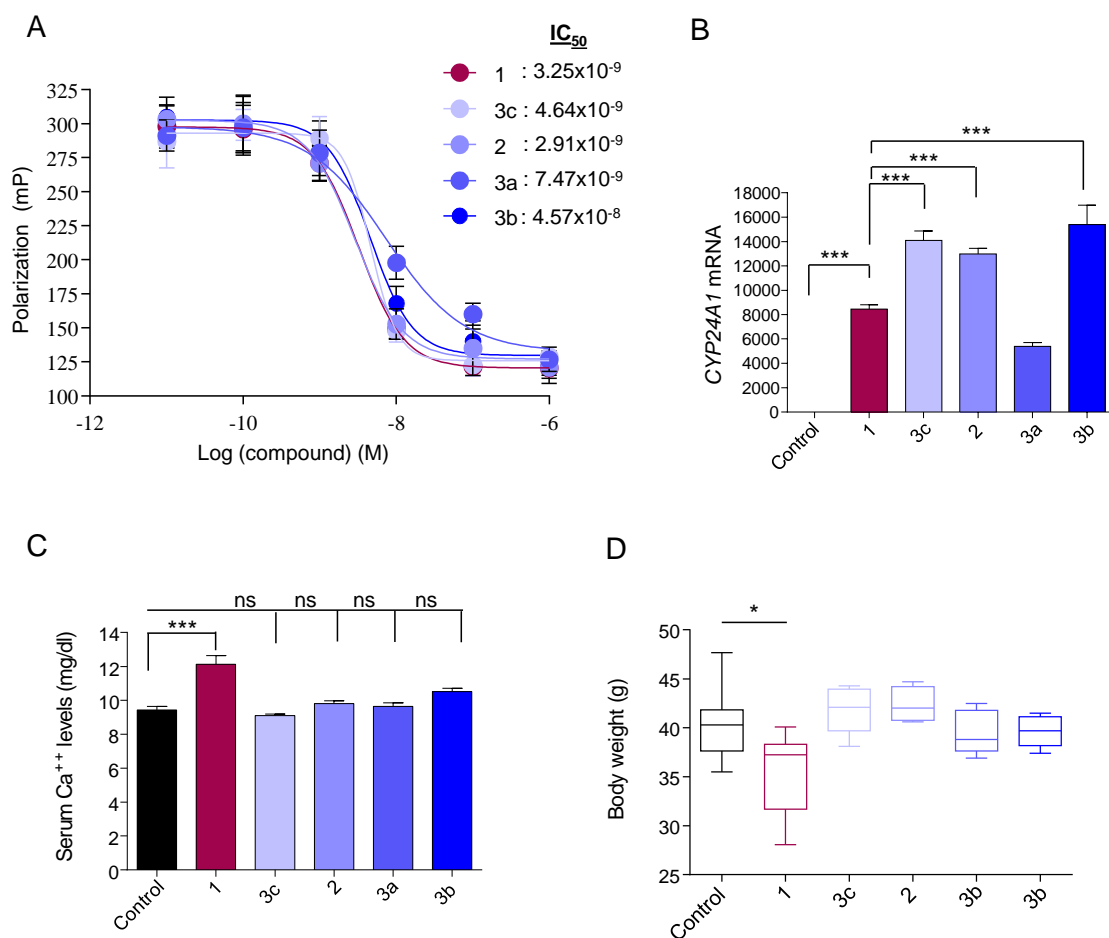 A
IC50
1 : 3.25x10-9
3c : 4.64x10-9
2 : 2.91x10-9
3a : 7.47x10-9
3b : 4.57x10-8
325
300
275
250
225
200
175
150
125
100
Polarization (mP)
-12
-10
-8
-6
Log (compound) (M)
B
***
***
***
***
18000
16000
14000
12000
10000
8000
6000
4000
2000
0
CYP24A1 mRNA
Control
1
3c
2
3a
3b
C
ns
ns
ns
ns
***
14
12
10
8
6
4
2
0
Serum Ca++ levels (mg/dl)
Control
1
3c
2
3a
3b
D
*
50
45
40
35
30
25
Body weight (g)
Control
1
3c
2
3b
3b